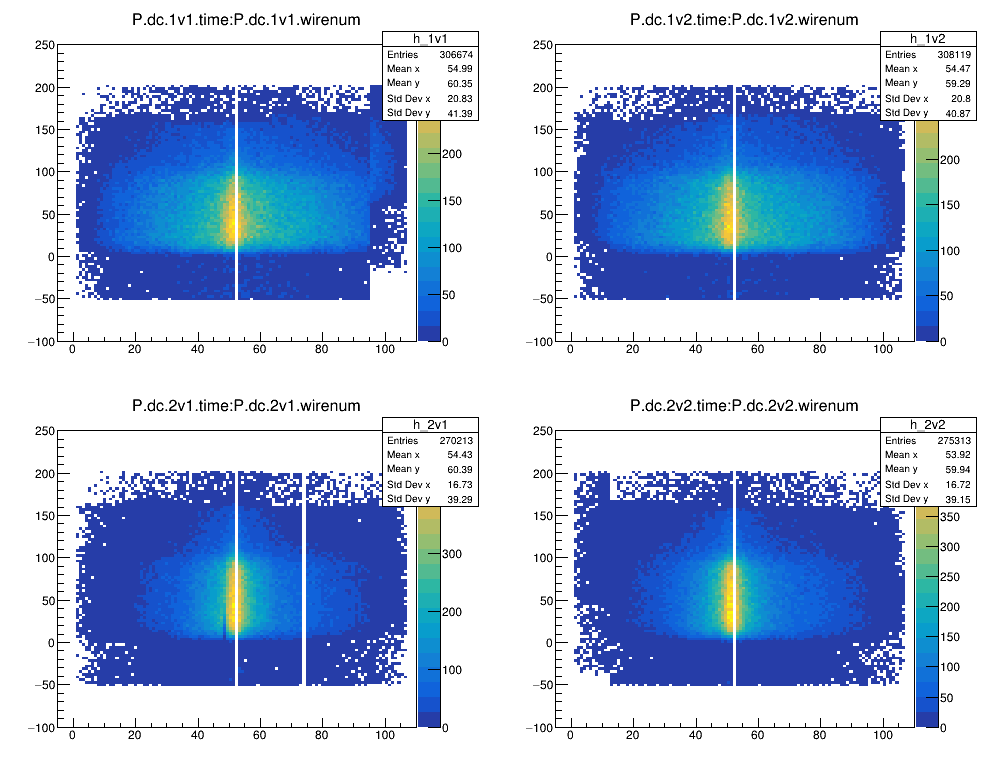 P.dc.1v1.time:P.dc.1v1.wirenum
h_1v1
Entries 306674
Mean x 54.99
Mean y 60.35
Std Dev x 20.83
Std Dev y 41.39
250
200
150
100
50
0
−50
−100
0 20 40 60 80 100
200
150
100
50
0
P.dc.1v2.time:P.dc.1v2.wirenum
h_1v2
Entries 308119
Mean x 54.47
Mean y 59.29
Std Dev x 20.8
Std Dev y 40.87
250
200
150
100
50
0
−50
−100
0 20 40 60 80 100
200
150
100
50
0
P.dc.2v1.time:P.dc.2v1.wirenum
h_2v1
Entries 270213
Mean x 54.43
Mean y 60.39
Std Dev x 16.73
Std Dev y 39.29
250
200
150
100
50
0
−50
−100
0 20 40 60 80 100
300
200
100
0
P.dc.2v2.time:P.dc.2v2.wirenum
h_2v2
Entries 275313
Mean x 53.92
Mean y 59.94
Std Dev x 16.72
Std Dev y 39.15
250
200
150
100
50
0
−50
−100
0 20 40 60 80 100
350
300
250
200
150
100
50
0